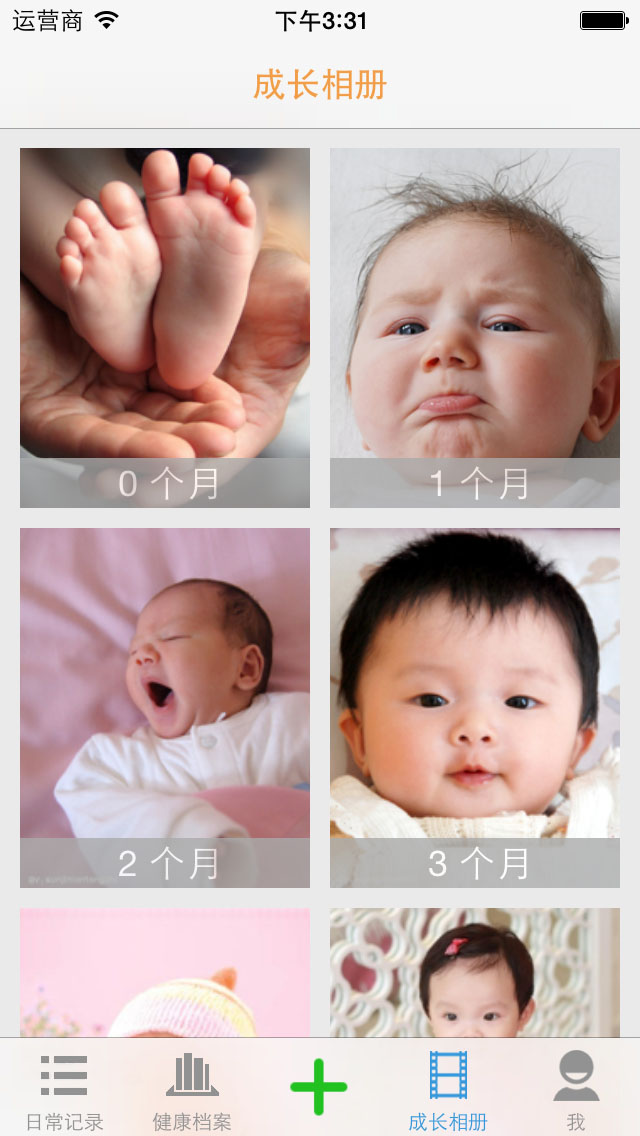 运营商 下午3:31
成长相册
0 个月 1 个月
2 个月 3 个月
日常记录 健康档案 成长相册 我